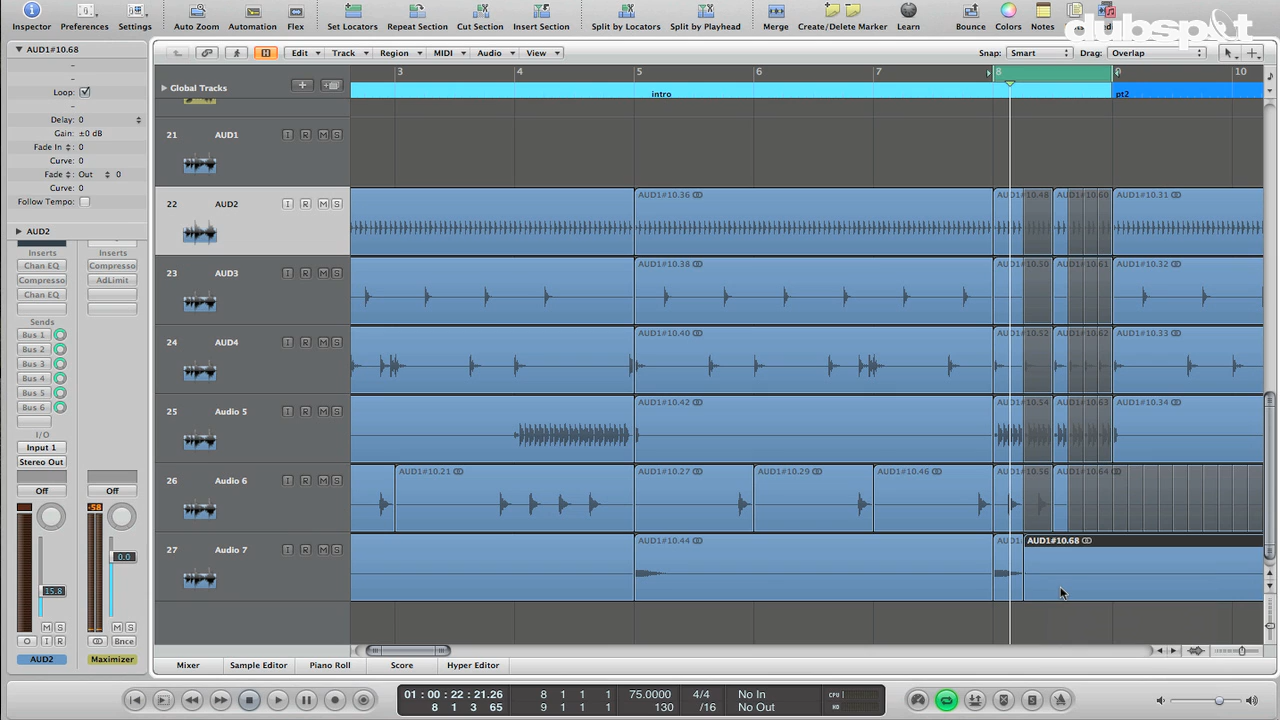 Inspector Preferences Settings Auto Zoom Automation Flex Set Locators Repeat Section Cut Section Insert Section Split by Locators Split by Playhead Merge Create/Delete Marker Learn Bounce Colors Notes
dubspot
AUD1#10.68
Edit Track Region MIDI Audio View Snap: Smart Drag: Overlap
Loop:
Delay: 0
Gain: ±0 dB
Fade In : 0
Curve: 0
Fade : Out 0
Curve: 0
Follow Tempo:
AUD2
Inserts Inserts
Chan EQ Compresso
Compresso AdLimit
Chan EQ
Sends
Bus 1
Bus 2
Bus 3
Bus 4
Bus 5
Bus 6
I/O
Input 1
Stereo Out
Off Off
-58
0.0
15.8
M S M S
O I R Bnce
AUD2 Maximizer
3 4 5 6 7 8 9 10
Global Tracks
intro pt2
21 AUD1 I R M S
22 AUD2 I R M S AUD1#10.36 AUD1#10.48 AUD1#10.60 AUD1#10.31
23 AUD3 I R M S AUD1#10.38 AUD1#10.50 AUD1#10.61 AUD1#10.32
24 AUD4 I R M S AUD1#10.40 AUD1#10.52 AUD1#10.62 AUD1#10.33
25 Audio 5 I R M S AUD1#10.42 AUD1#10.54 AUD1#10.63 AUD1#10.34
26 Audio 6 I R M S AUD1#10.21 AUD1#10.27 AUD1#10.29 AUD1#10.46 AUD1#10.56 AUD1#10.64
27 Audio 7 I R M S AUD1#10.44 AUD1 AUD1#10.68
Mixer Sample Editor Piano Roll Score Hyper Editor
01 : 00 : 22 : 21.26 8 1 1 1 75.0000 4/4 No In CPU
8 1 3 65 9 1 1 1 130 /16 No Out HD